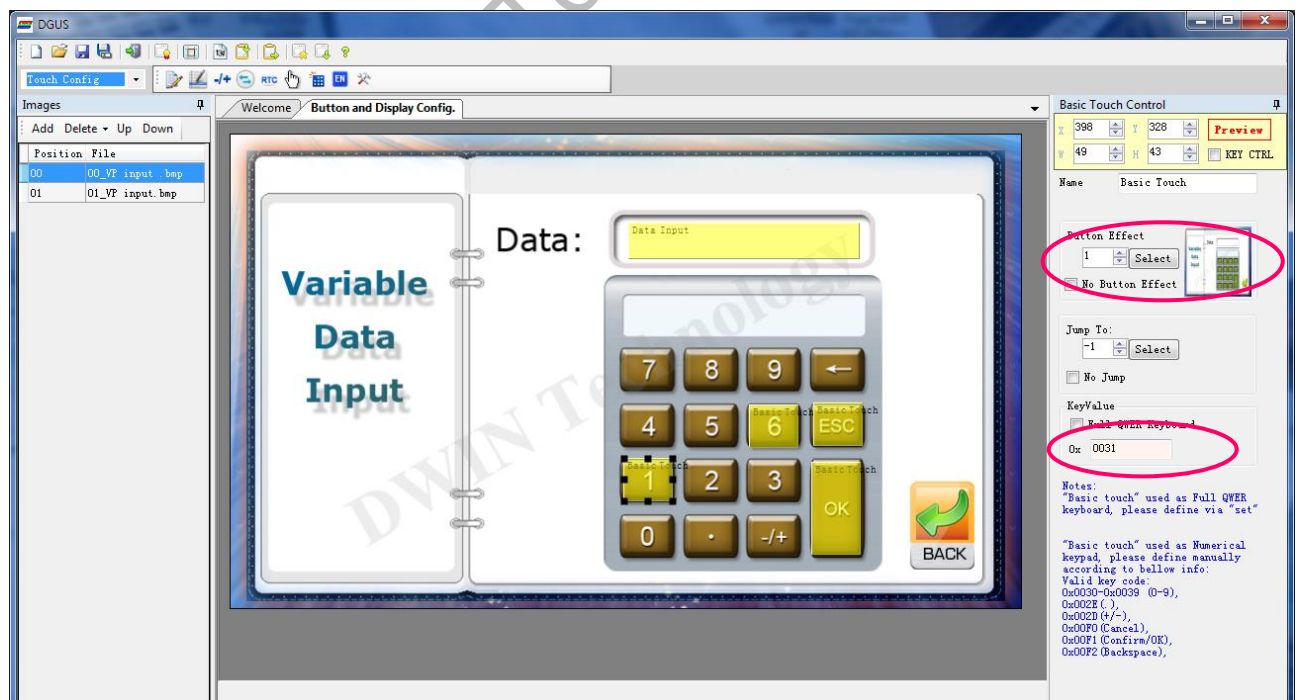 DGUS
Touch Config
-/+ RTC EN
Images
Welcome Button and Display Config.
Basic Touch Control
Add Delete Up Down
X 398 Y 328 Preview
W 49 H 43 KEY CTRL
Position File
00 00_VP input .bmp
01 01_VP input.bmp
Name Basic Touch
Data:
Data Input
Button Effect
1 Select
No Button Effect
Variable
Data
Input
Jump To:
-1 Select
No Jump
7 8 9 ←
KeyValue
Full QWER Keyboard
0x 0031
Basic Touch Basic Touch
4 5 6 ESC
Basic Touch Basic Touch
1 2 3
OK
0 . -/+
BACK
Notes:
"Basic touch" used as Full QWER
keyboard, please define via "set"
"Basic touch" used as Numerical
keypad, please define manually
according to bellow info:
Valid key code:
0x0030-0x0039 (0-9),
0x002E(.),
0x002D(+/-),
0x00F0(Cancel),
0x00F1(Confirm/OK),
0x00F2(Backspace),
DWIN Technology